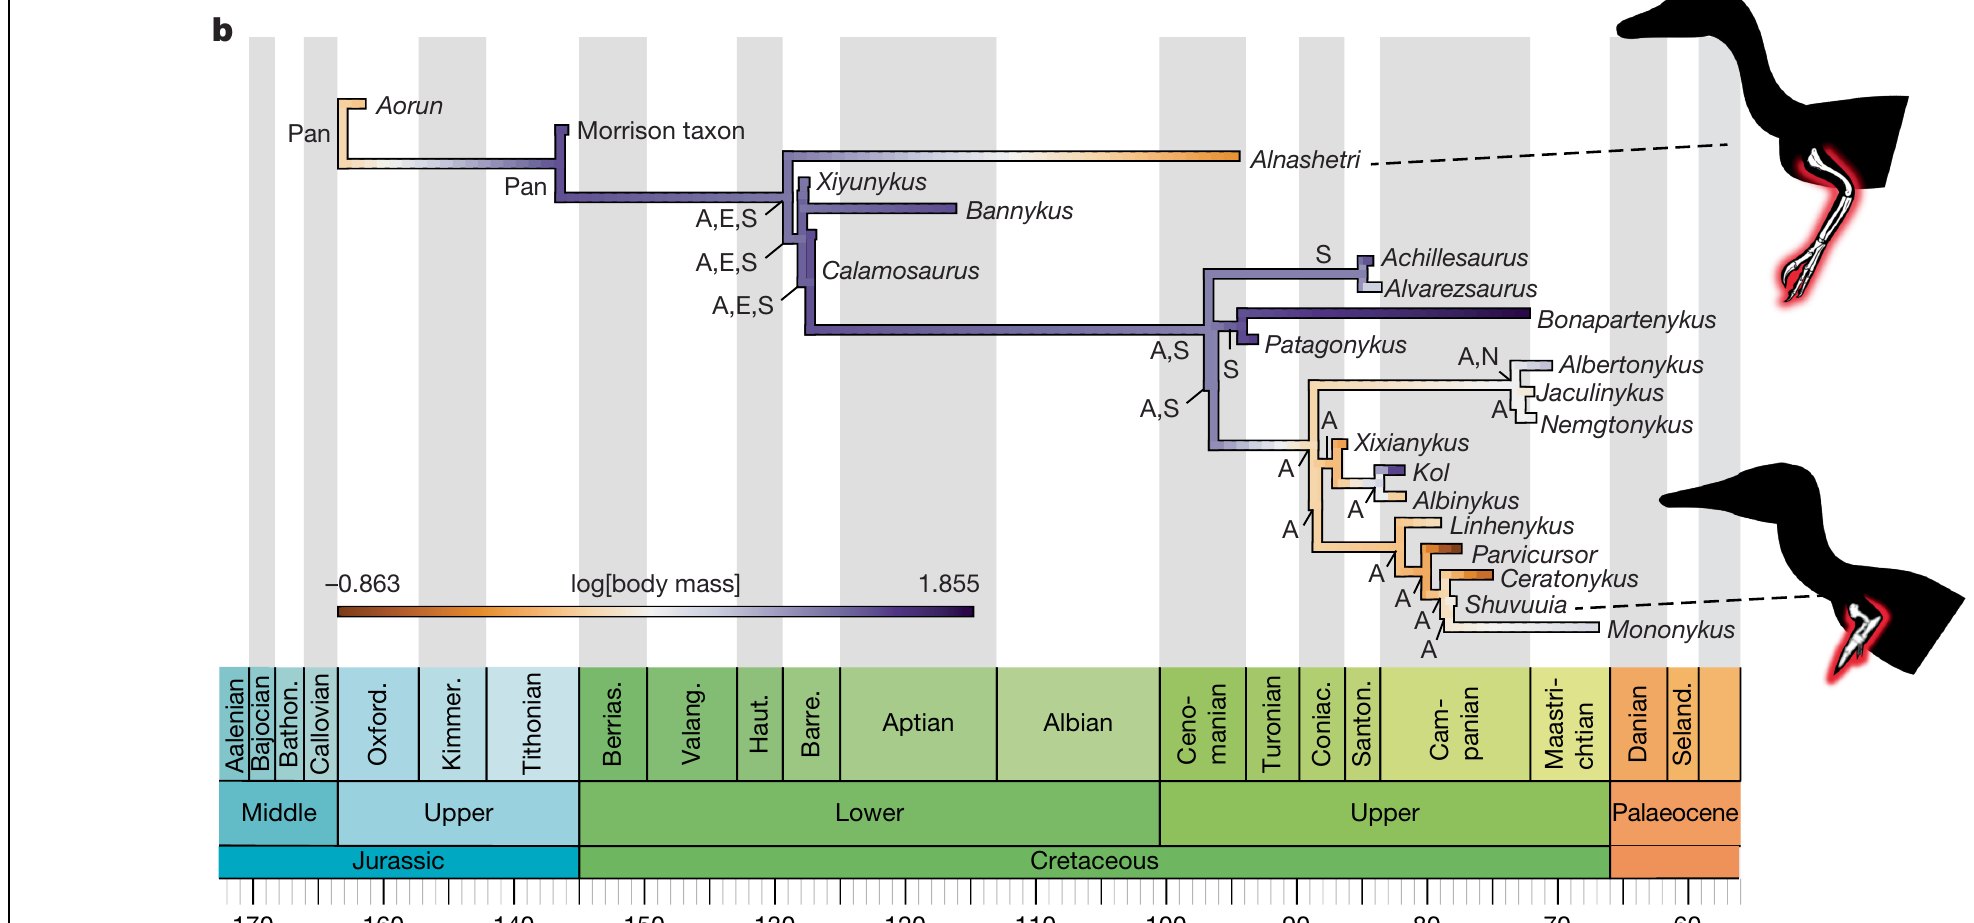 b
Aorun
Pan
Morrison taxon
Pan
Alnashetri
Xiyunykus
A,E,S
Bannykus
A,E,S
Calamosaurus
A,E,S
S
Achillesaurus
Alvarezsaurus
Bonapartenykus
Patagonykus
A,S
S
A,N
Albertonykus
Jaculinykus
A,S
A
Nemgtonykus
A
Xixianykus
A
Kol
A
Albinykus
A
Linhenykus
Parvicursor
A
Ceratonykus
A
Shuvuuia
A
Mononykus
A
−0.863 log[body mass] 1.855
Aalenian
Bajocian
Bathon.
Callovian
Oxford.
Kimmer.
Tithonian
Berrias.
Valang.
Haut.
Barre.
Aptian
Albian
Ceno-
manian
Turonian
Coniac.
Santon.
Cam-
panian
Maastri-
chtian
Danian
Seland.
Middle Upper Lower Upper Palaeocene
Jurassic Cretaceous